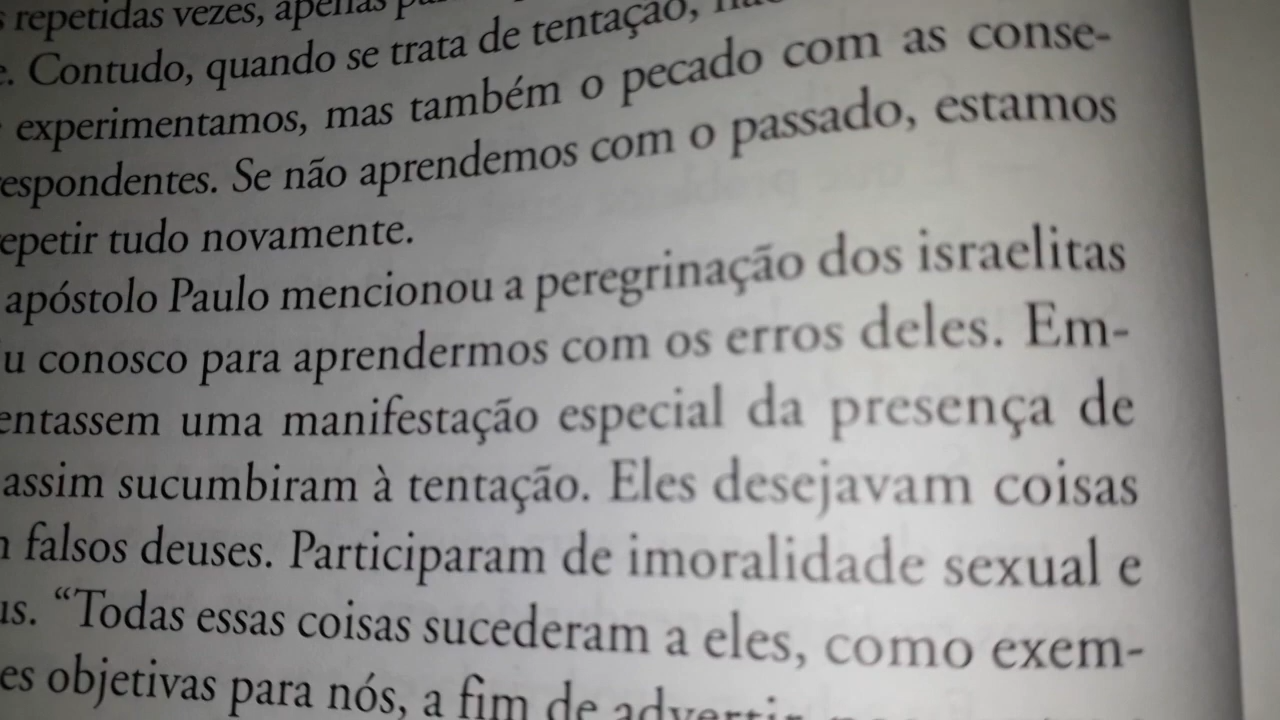 repetidas vezes, apenas
Contudo, quando se trata de tentação,
experimentamos, mas também o pecado com as conse-
espondentes. Se não aprendemos com o passado, estamos
epetir tudo novamente.
apóstolo Paulo mencionou a peregrinação dos israelitas
u conosco para aprendermos com os erros deles. Em-
entassem uma manifestação especial da presença de
assim sucumbiram à tentação. Eles desejavam coisas
falsos deuses. Participaram de imoralidade sexual e
us. “Todas essas coisas sucederam a eles, como exem-
es objetivas para nós, a fim de advertir